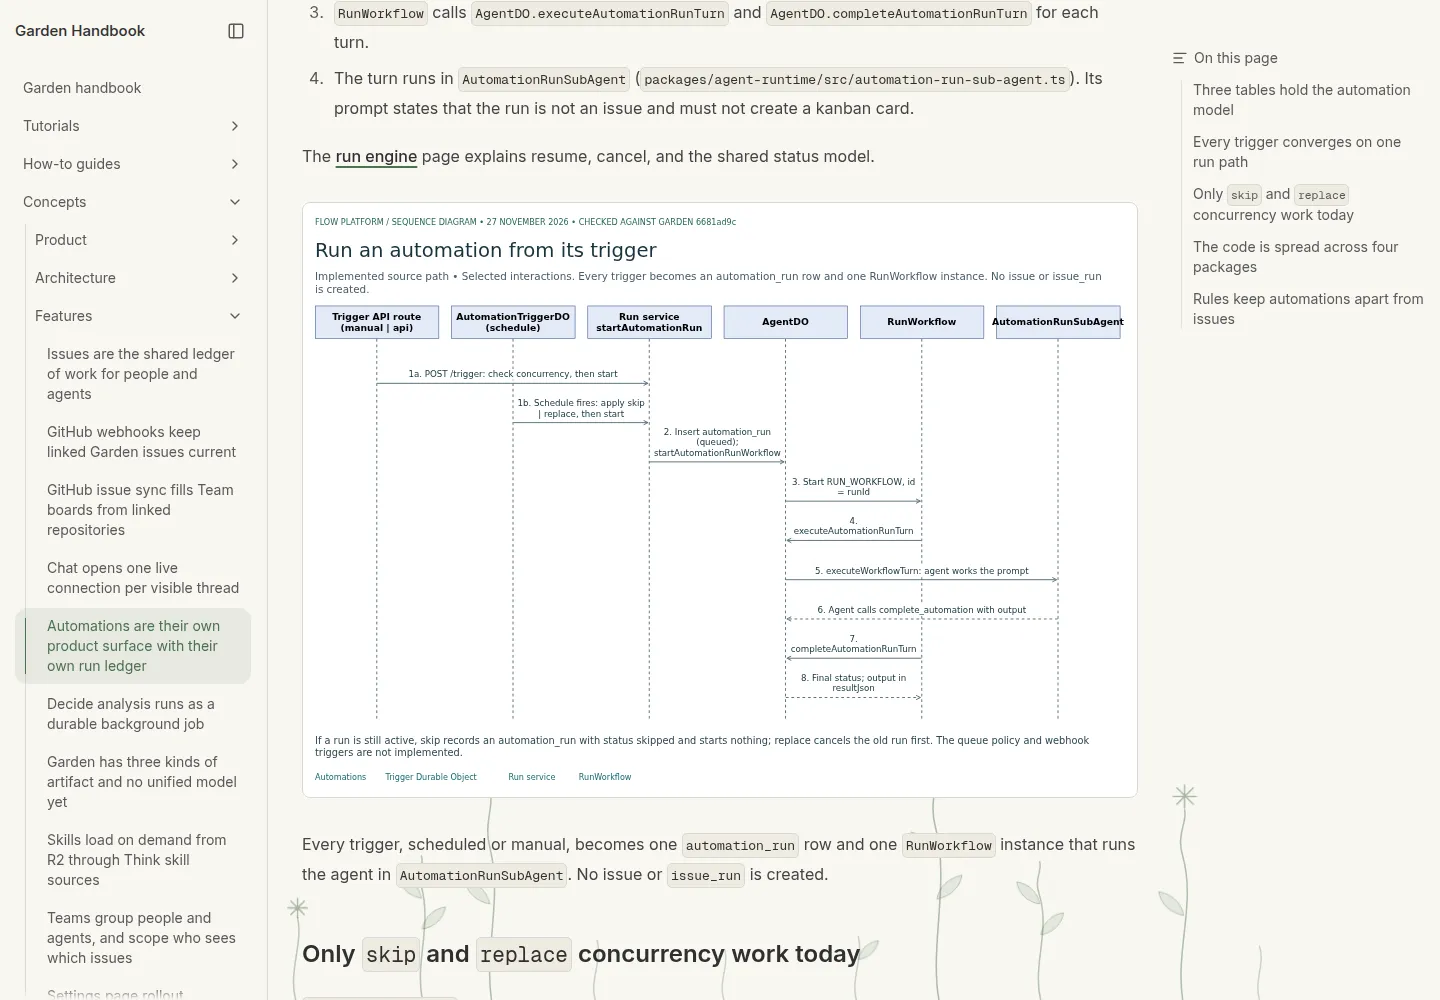 Garden Handbook
Garden handbook
Tutorials
How-to guides
Concepts
Product
Architecture
Features
Issues are the shared ledger
of work for people and
agents
GitHub webhooks keep
linked Garden issues current
GitHub issue sync fills Team
boards from linked
repositories
Chat opens one live
connection per visible thread
Automations are their own
product surface with their
own run ledger
Decide analysis runs as a
durable background job
Garden has three kinds of
artifact and no unified model
yet
Skills load on demand from
R2 through Think skill
sources
Teams group people and
agents, and scope who sees
which issues
Settings page rollout
3. RunWorkflow calls AgentDO.executeAutomationRunTurn and AgentDO.completeAutomationRunTurn for each
turn.
4. The turn runs in AutomationRunSubAgent (packages/agent-runtime/src/automation-run-sub-agent.ts). Its
prompt states that the run is not an issue and must not create a kanban card.
The run engine page explains resume, cancel, and the shared status model.
FLOW PLATFORM / SEQUENCE DIAGRAM • 27 NOVEMBER 2026 • CHECKED AGAINST GARDEN 6681ad9c
Run an automation from its trigger
Implemented source path • Selected interactions. Every trigger becomes an automation_run row and one RunWorkflow instance. No issue or issue_run
is created.
Trigger API route
(manual | api)
AutomationTriggerDO
(schedule)
Run service
startAutomationRun
AgentDO
RunWorkflow
AutomationRunSubAgent
1a. POST /trigger: check concurrency, then start
1b. Schedule fires: apply skip
| replace, then start
2. Insert automation_run
(queued);
startAutomationRunWorkflow
3. Start RUN_WORKFLOW, id
= runId
4.
executeAutomationRunTurn
5. executeWorkflowTurn: agent works the prompt
6. Agent calls complete_automation with output
7.
completeAutomationRunTurn
8. Final status; output in
resultJson
If a run is still active, skip records an automation_run with status skipped and starts nothing; replace cancels the old run first. The queue policy and webhook
triggers are not implemented.
Automations Trigger Durable Object Run service RunWorkflow
Every trigger, scheduled or manual, becomes one automation_run row and one RunWorkflow instance that runs
the agent in AutomationRunSubAgent. No issue or issue_run is created.
Only skip and replace concurrency work today
On this page
Three tables hold the automation
model
Every trigger converges on one
run path
Only skip and replace
concurrency work today
The code is spread across four
packages
Rules keep automations apart from
issues